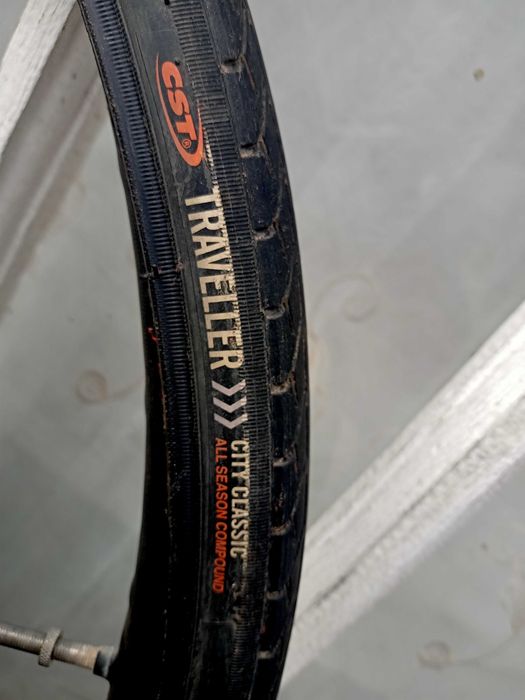 CST®
TRAVELLER >>>
CITY CLASSIC
ALL SEASON COMPOUND